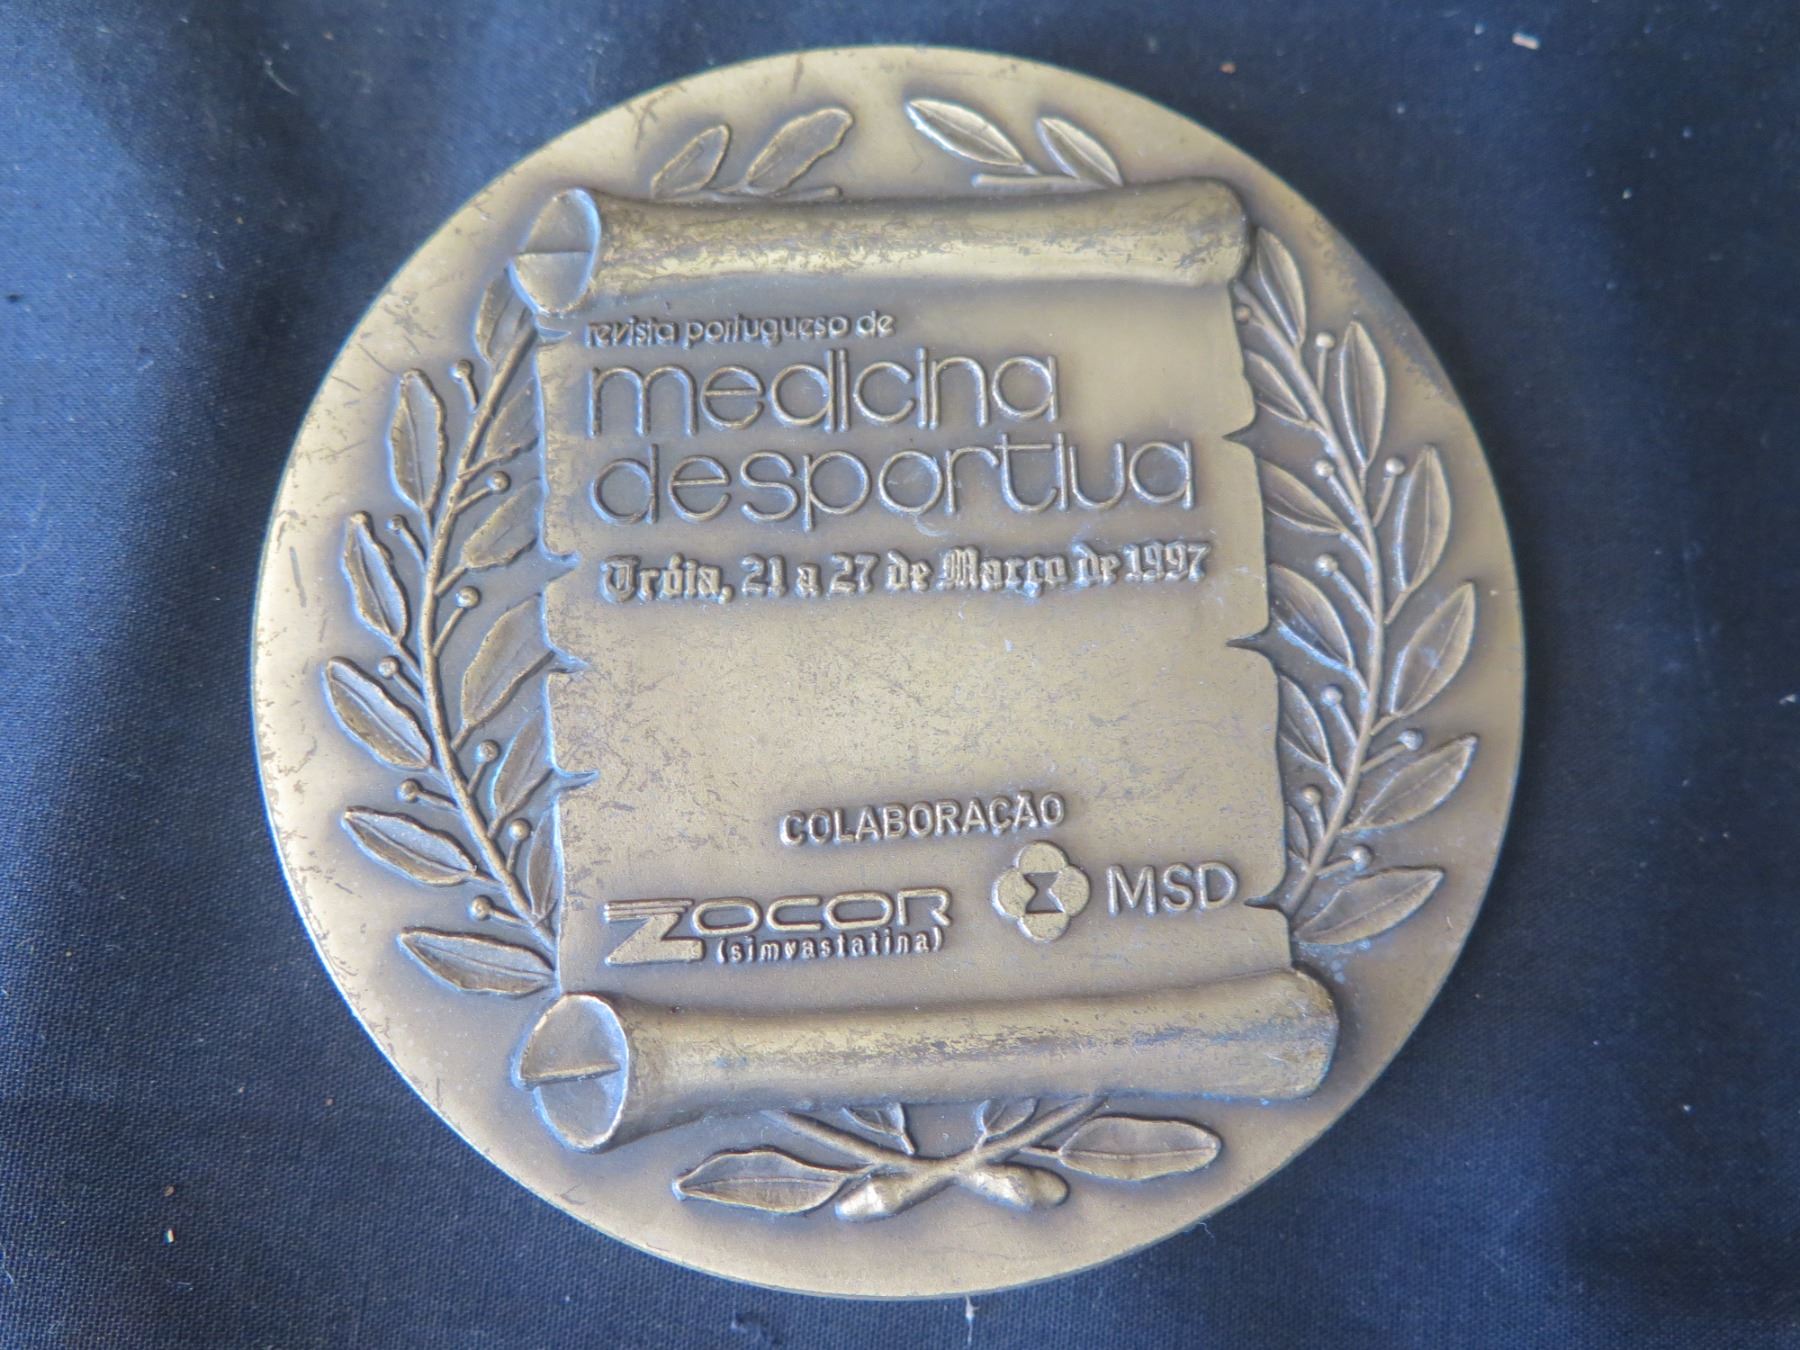 revista portuguesa de
medicina
desportiva
Tróia, 21 a 27 de Março de 1997
COLABORAÇÃO
ZOCOR
(simvastatina)
MSD